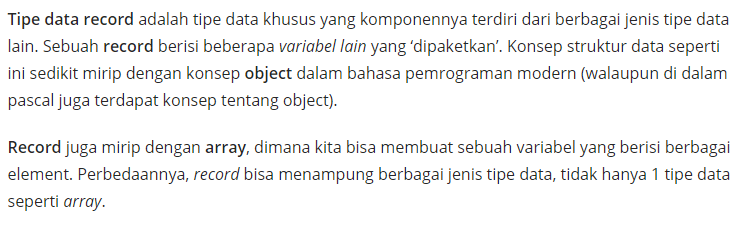 Tipe data record adalah tipe data khusus yang komponennya terdiri dari berbagai jenis tipe data
lain. Sebuah record berisi beberapa variabel lain yang ‘dipaketkan’. Konsep struktur data seperti
ini sedikit mirip dengan konsep object dalam bahasa pemrograman modern (walaupun di dalam
pascal juga terdapat konsep tentang object).
Record juga mirip dengan array, dimana kita bisa membuat sebuah variabel yang berisi berbagai
element. Perbedaannya, record bisa menampung berbagai jenis tipe data, tidak hanya 1 tipe data
seperti array.